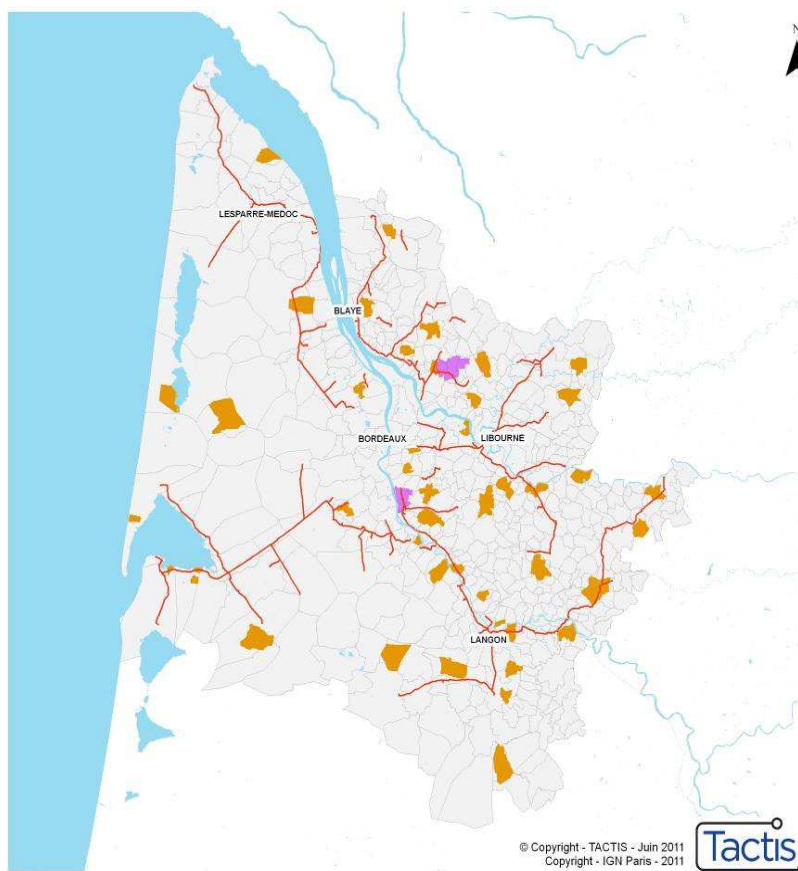 N
LESPARRE-MEDOC
BLAYE
BORDEAUX
LIBOURNE
LANGON
© Copyright - TACTIS - Juin 2011
Copyright - IGN Paris - 2011
Tactis